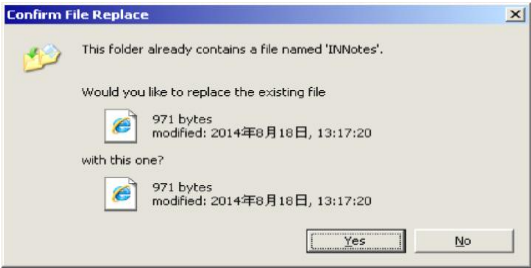 Confirm File Replace
This folder already contains a file named 'INNotes'.
Would you like to replace the existing file
971 bytes
modified: 2014年8月18日, 13:17:20
with this one?
971 bytes
modified: 2014年8月18日, 13:17:20
Yes No